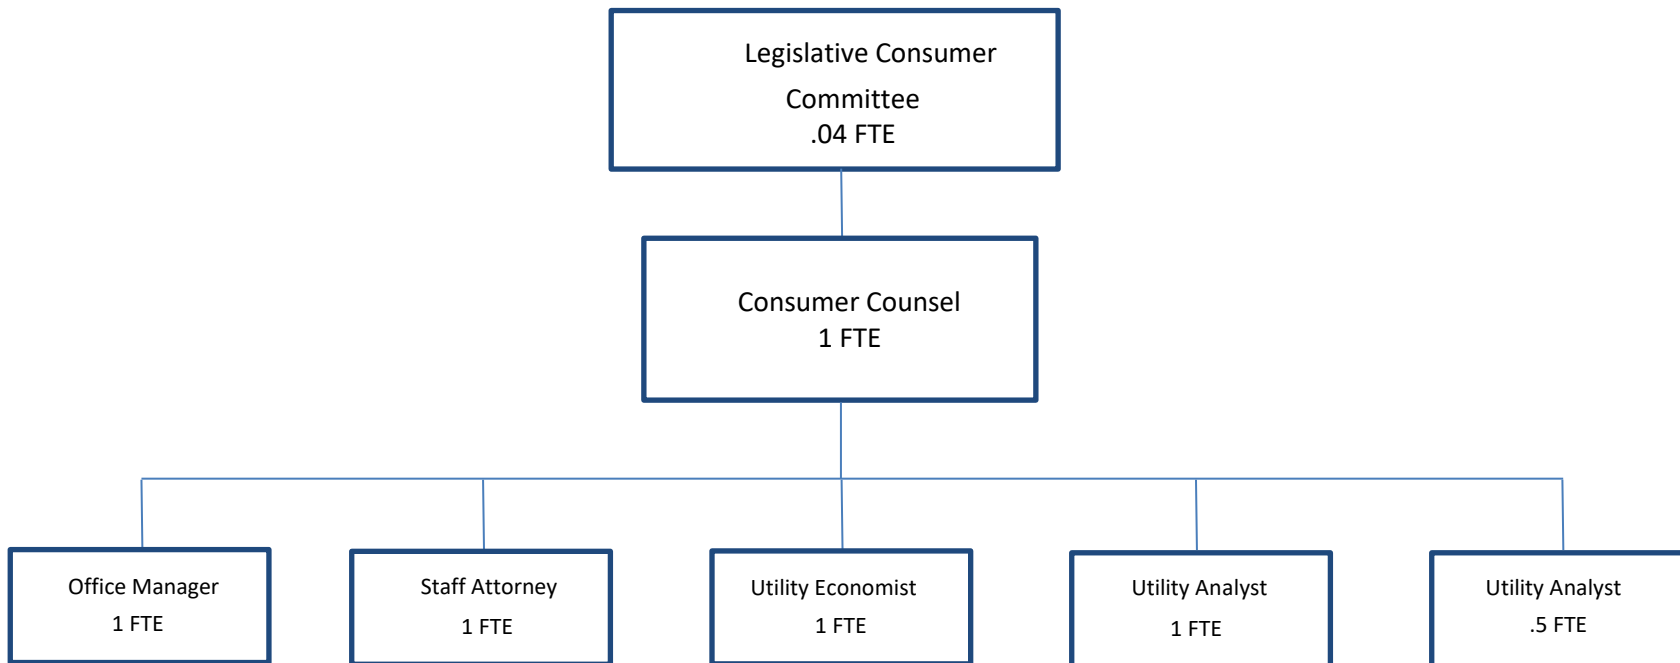 Legislative Consumer
Committee
.04 FTE
Consumer Counsel
1 FTE
Office Manager
1 FTE
Staff Attorney
1 FTE
Utility Economist
1 FTE
Utility Analyst
1 FTE
Utility Analyst
.5 FTE